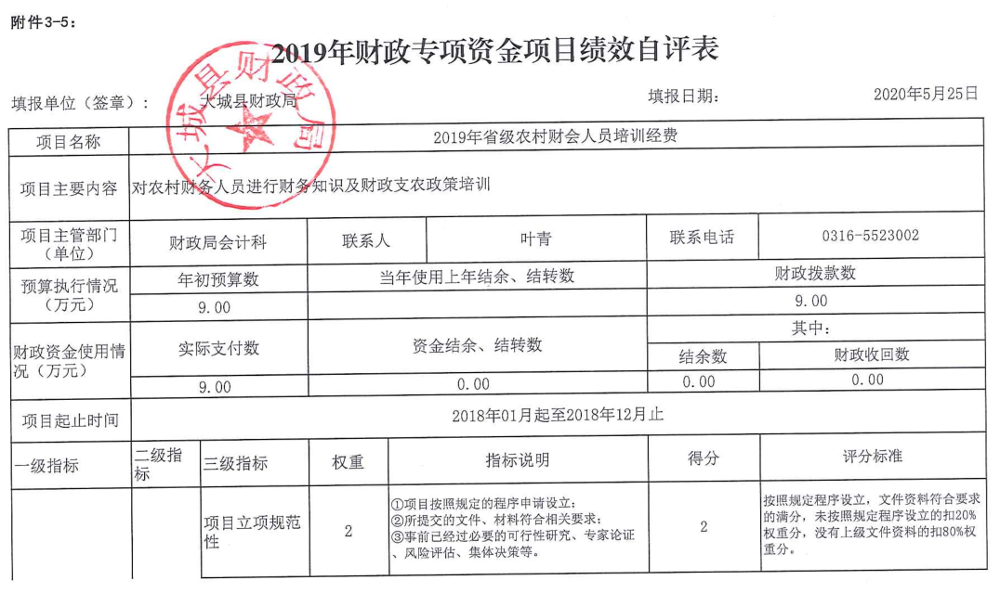 附件3-5：
2019年财政专项资金项目绩效自评表
填报单位（签章）： 大城县财政局 填报日期： 2020年5月25日
大城县财政局
项目名称 2019年省级农村财会人员培训经费
项目主要内容 对农村财务人员进行财务知识及财政支农政策培训
项目主管部门
（单位） 财政局会计科 联系人 叶青 联系电话 0316-5523002
预算执行情况
（万元） 年初预算数 当年使用上年结余、结转数 财政拨款数
9.00 9.00
财政资金使用情
况（万元） 实际支付数 资金结余、结转数 其中：
结余数 财政收回数
9.00 0.00 0.00 0.00
项目起止时间 2018年01月起至2018年12月止
一级指标 二级指
标 三级指标 权重 指标说明 得分 评分标准
项目立项规范
性 2
①项目按照规定的程序申请设立；
②所提交的文件、材料符合相关要求；
③事前已经过必要的可行性研究、专家论证
、风险评估、集体决策等。
2
按照规定程序设立，文件资料符合要求
的满分，未按照规定程序设立的扣20%
权重分，没有上级文件资料的扣80%权
重分。